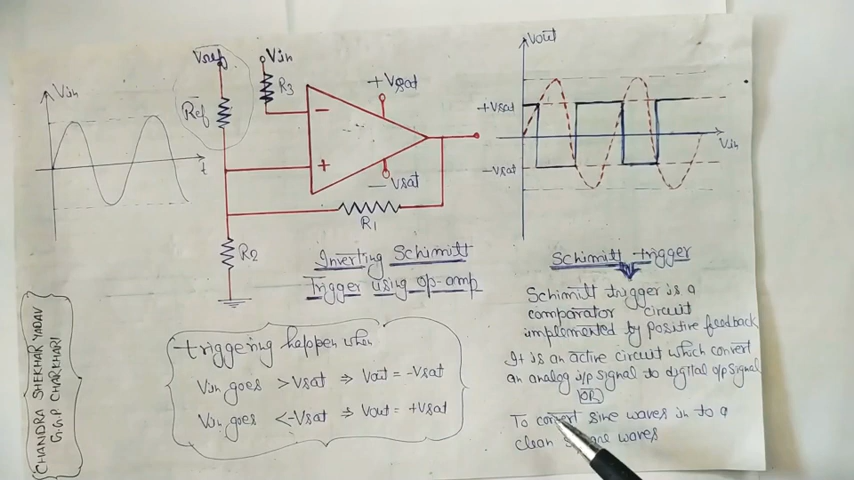 Vin
t
Vref
Ref
Vin
R3
+Vsat
−
+
−Vsat
R1
R2
Vout
+Vsat
−Vsat
Vin
Inverting Schimitt
Trigger using op-amp
triggering happen when
Vin goes >Vsat ⇒ Vout = -Vsat
Vin goes <-Vsat ⇒ Vout = +Vsat
CHANDRA SHEKHAR YADAV
G.G.P CHARKHARI
Schimitt trigger
Schimitt trigger is a
comparator circuit
implemented by positive feedback
It is an active circuit which convert
an analog i/p signal to digital o/p signal
OR
To convert sine waves in to a
clean waves